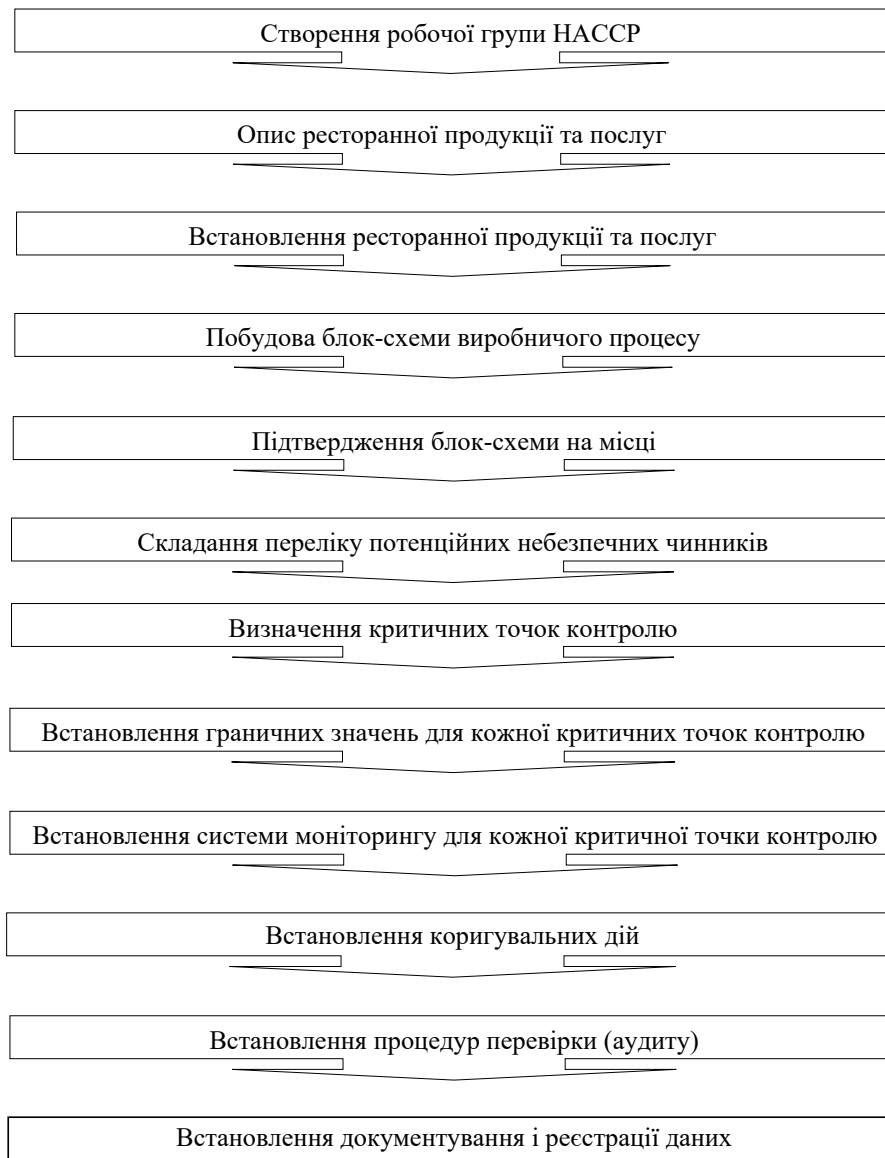 Створення робочої групи НАССР
Опис ресторанної продукції та послуг
Встановлення ресторанної продукції та послуг
Побудова блок-схеми виробничого процесу
Підтвердження блок-схеми на місці
Складання переліку потенційних небезпечних чинників
Визначення критичних точок контролю
Встановлення граничних значень для кожної критичних точок контролю
Встановлення системи моніторингу для кожної критичної точки контролю
Встановлення коригувальних дій
Встановлення процедур перевірки (аудиту)
Встановлення документування і реєстрації даних